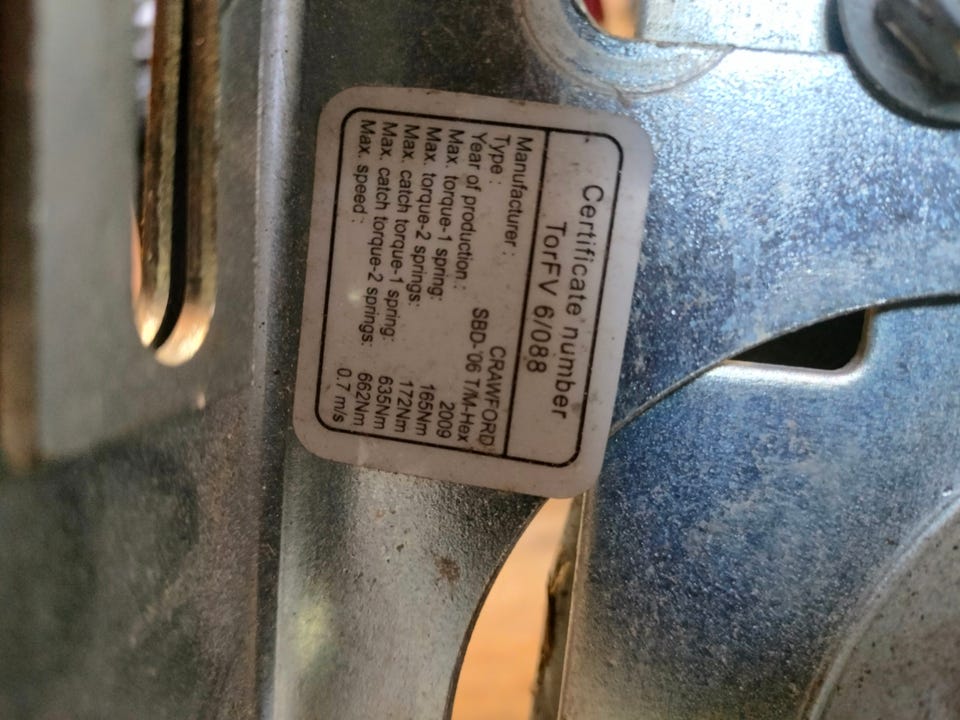 Certificate number
TorFV 6/088
Manufacturer : CRAWFORD
Type : SBD-'06 T/M-Hex
Year of production : 2009
Max. torque-1 spring: 165Nm
Max. torque-2 springs: 172Nm
Max. catch torque-1 spring: 635Nm
Max. catch torque-2 springs: 662Nm
Max. speed : 0.7 m/s